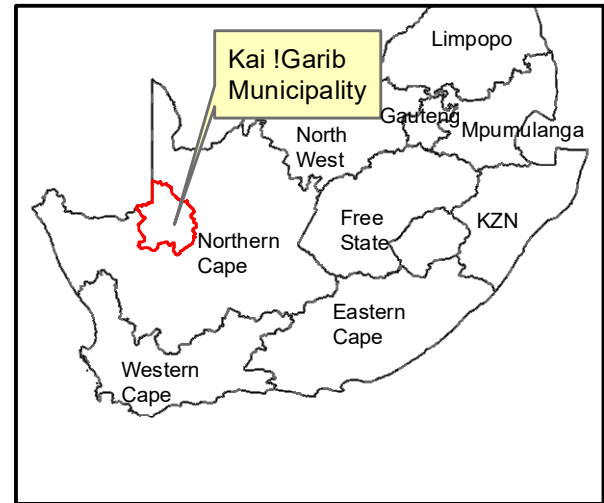 Kai !Garib
Municipality
Limpopo
Gauteng
Mpumulanga
North
West
Free
State
KZN
Northern
Cape
Eastern
Cape
Western
Cape